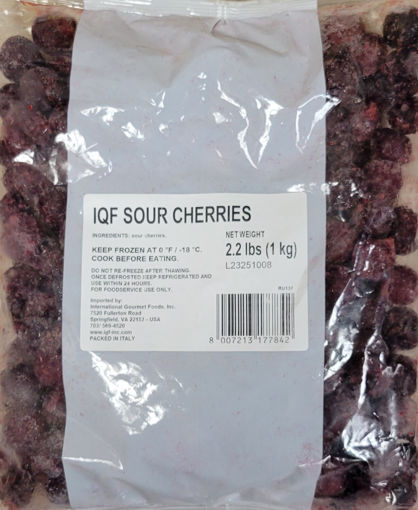 IQF SOUR CHERRIES
INGREDIENTS: sour cherries.
NET WEIGHT
KEEP FROZEN AT 0 °F / -18 °C.
COOK BEFORE EATING.
2.2 lbs (1 kg)
L23251008
DO NOT RE-FREEZE AFTER THAWING.
ONCE DEFROSTED KEEP REFRIGERATED AND
USE WITHIN 24 HOURS.
FOR FOODSERVICE USE ONLY.
Imported by:
International Gourmet Foods, Inc.
7520 Fullerton Road
Springfield, VA 22153 - USA
703/ 569-4520
www.igf-inc.com
PACKED IN ITALY
8 007213 177842